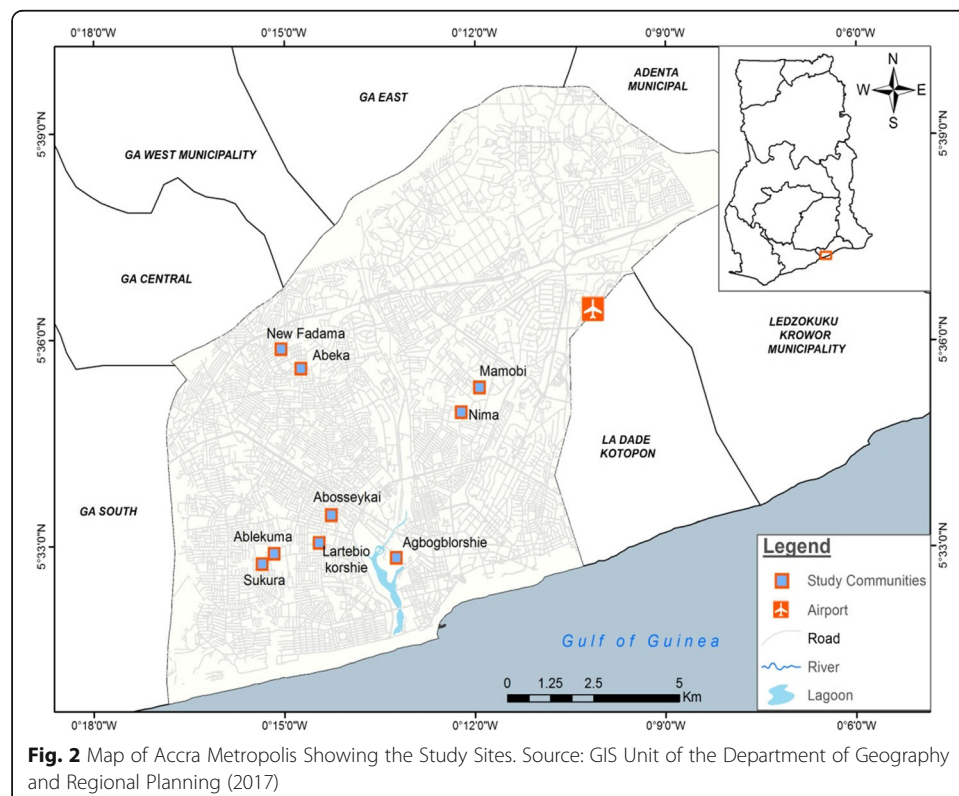 0°18'0"W 0°15'0"W 0°12'0"W 0°9'0"W 0°6'0"W
ADENTA
MUNICIPAL
GA EAST
N
W E
S
5°39'0"N 5°39'0"N
GA WEST MUNICIPALITY
GA CENTRAL
5°36'0"N 5°36'0"N
New Fadama
Abeka
Mamobi
Nima
LEDZOKUKU
KROWOR
MUNICIPALITY
LA DADE
KOTOPON
GA SOUTH
Abosseykai
Ablekuma
Lartebio
korshie
Agbogblorshie
Sukura
5°33'0"N 5°33'0"N
Gulf of Guinea
0 1.25 2.5 5
Km
Legend
Study Communities
Airport
Road
River
Lagoon
0°18'0"W 0°15'0"W 0°12'0"W 0°9'0"W 0°6'0"W
Fig. 2 Map of Accra Metropolis Showing the Study Sites. Source: GIS Unit of the Department of Geography
and Regional Planning (2017)